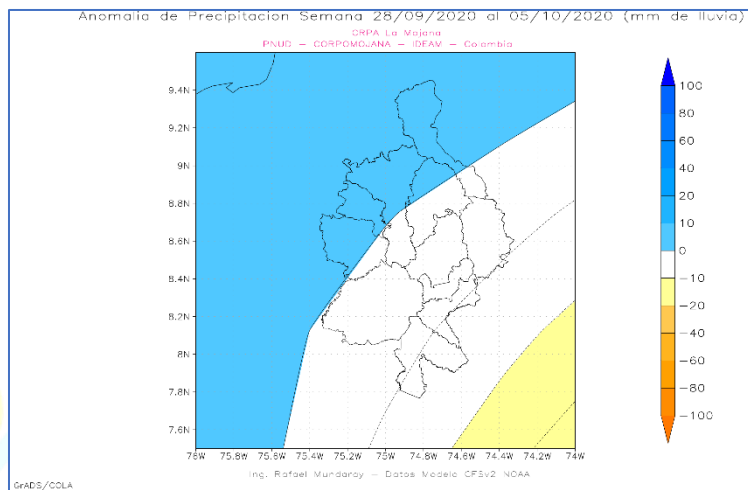 Anomalia de Precipitacion Semana 28/09/2020 al 05/10/2020 (mm de lluvia)
CRPA La Mojana
PNUD – CORPOMOJANA – IDEAM – Colombia
9.4N
9.2N
9N
8.8N
8.6N
8.4N
8.2N
8N
7.8N
7.6N
76W 75.8W 75.6W 75.4W 75.2W 75W 74.8W 74.6W 74.4W 74.2W 74W
100
80
60
40
20
10
0
-10
-20
-40
-60
-80
-100
Ing. Rafael Mundaray – Datos Modelo CFSv2 NOAA
GrADS/COLA